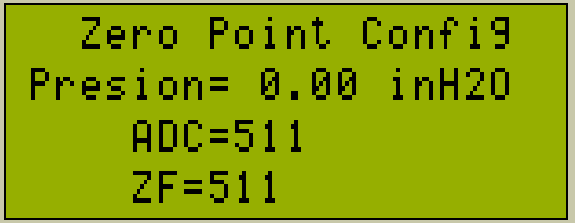 Zero Point Config
Presion= 0.00 inH2O
ADC=511
ZF=511